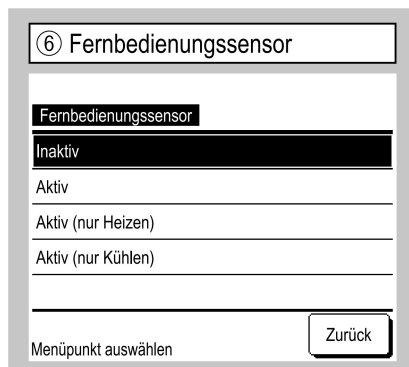 ⑥ Fernbedienungssensor
Fernbedienungssensor
Inaktiv
Aktiv
Aktiv (nur Heizen)
Aktiv (nur Kühlen)
Zurück
Menüpunkt auswählen